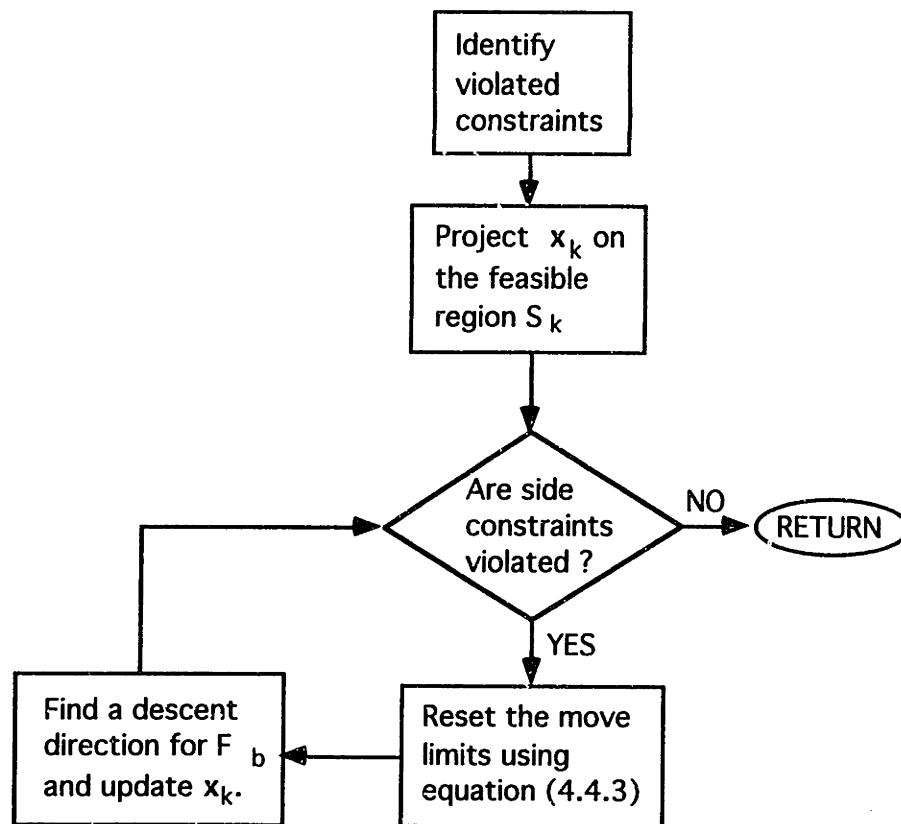 Identify
violated
constraints
Project x_k on
the feasible
region S_k
Are side
constraints
violated ?
NO
RETURN
YES
Reset the move
limits using
equation (4.4.3)
Find a descent
direction for F_b
and update x_k.